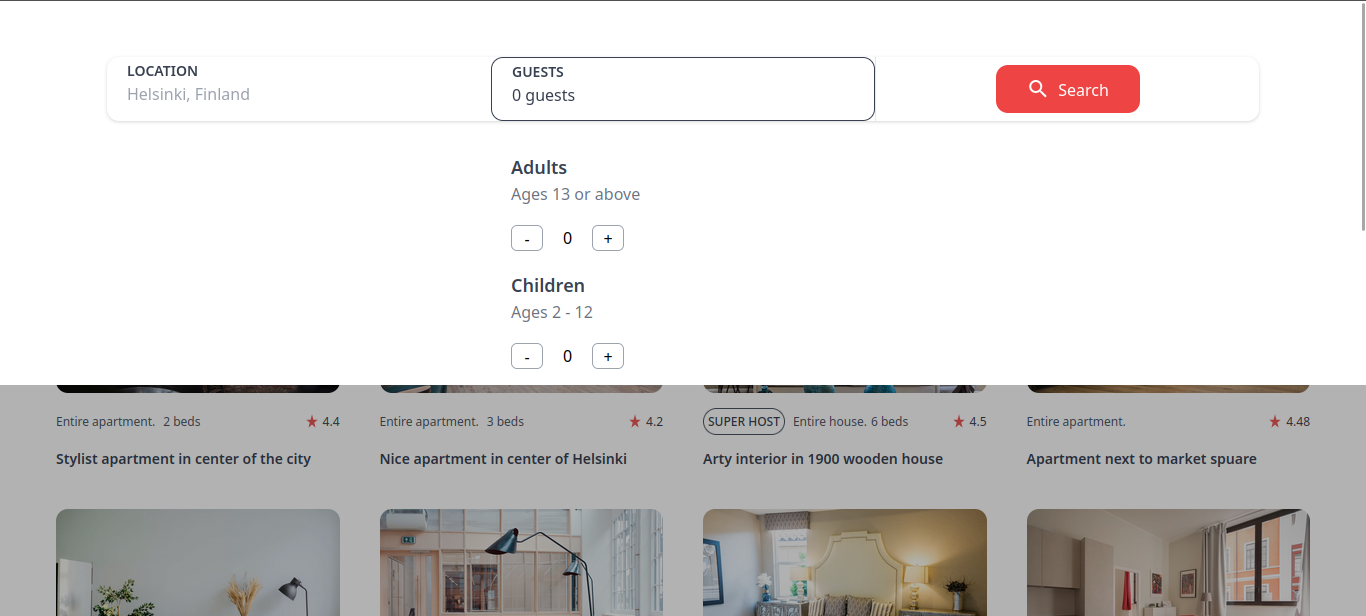 LOCATION
Helsinki, Finland
GUESTS
0 guests
Search
Adults
Ages 13 or above
- 0 +
Children
Ages 2 - 12
- 0 +
Entire apartment. 2 beds 4.4
Stylist apartment in center of the city
Entire apartment. 3 beds 4.2
Nice apartment in center of Helsinki
SUPER HOST Entire house. 6 beds 4.5
Arty interior in 1900 wooden house
Entire apartment. 4.48
Apartment next to market spuare